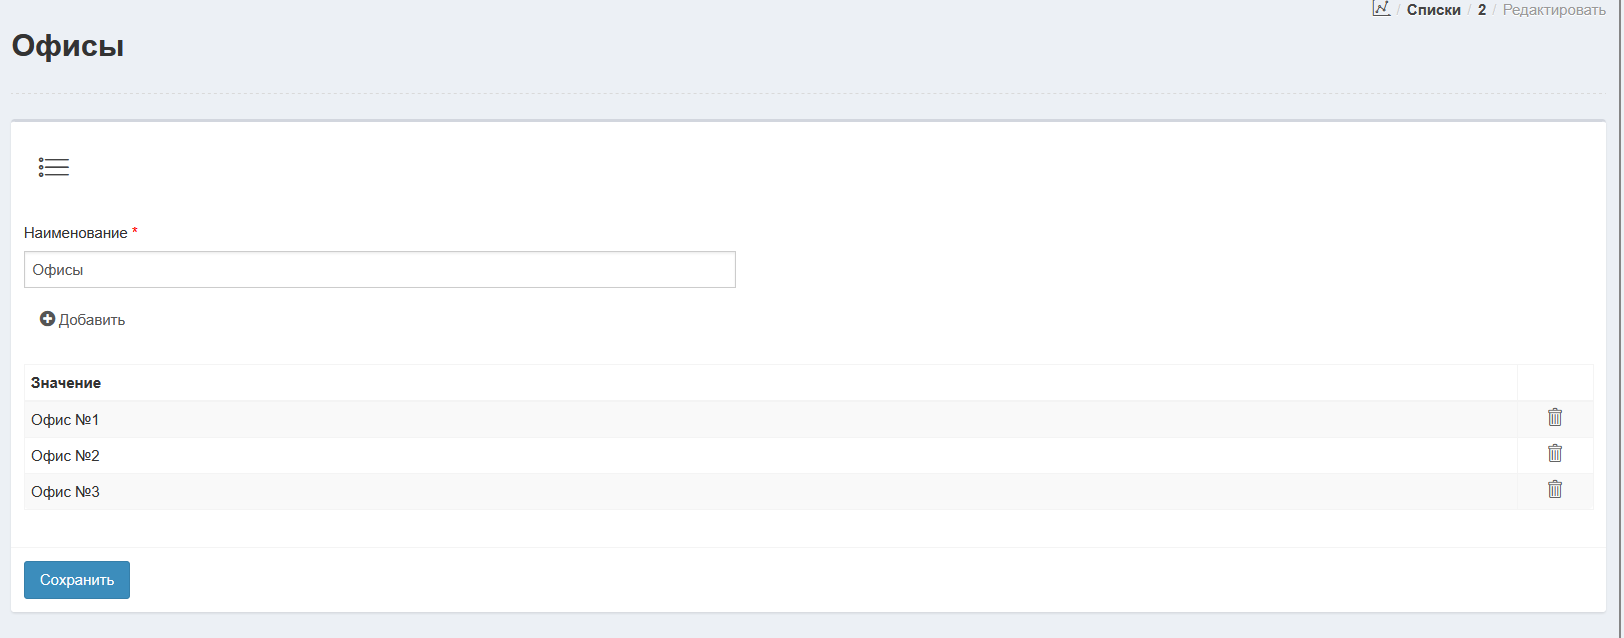 / Списки / 2 / Редактировать
Офисы
Наименование *
Офисы
Добавить
Значение
Офис №1
Офис №2
Офис №3
Сохранить